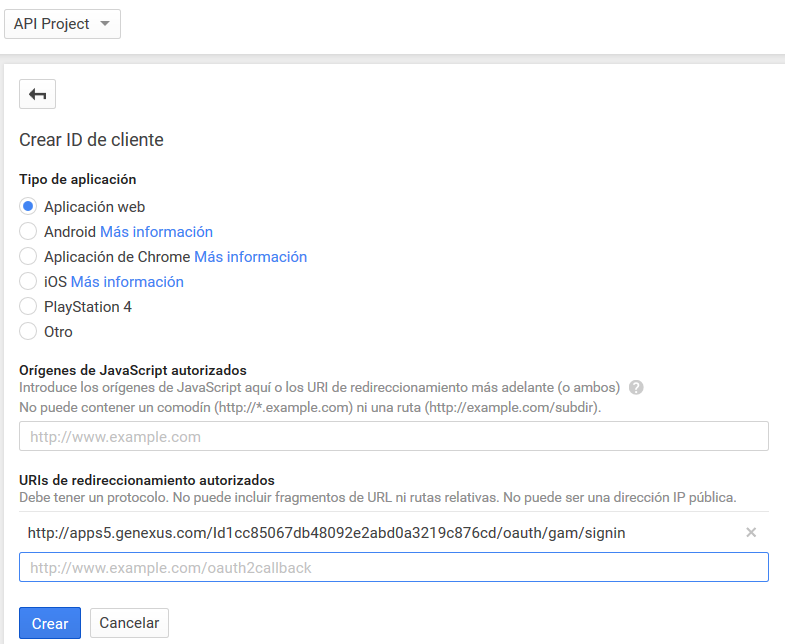 API Project
Crear ID de cliente
Tipo de aplicación
Aplicación web
Android Más información
Aplicación de Chrome Más información
iOS Más información
PlayStation 4
Otro
Orígenes de JavaScript autorizados
Introduce los orígenes de JavaScript aquí o los URI de redireccionamiento más adelante (o ambos) ?
No puede contener un comodín (http://*.example.com) ni una ruta (http://example.com/subdir).
http://www.example.com
URIs de redireccionamiento autorizados
Debe tener un protocolo. No puede incluir fragmentos de URL ni rutas relativas. No puede ser una dirección IP pública.
http://apps5.genexus.com/Id1cc85067db48092e2abd0a3219c876cd/oauth/gam/signin
http://www.example.com/oauth2callback
Crear Cancelar